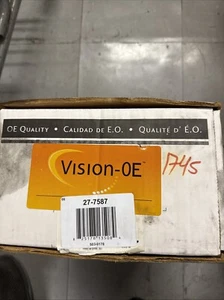 OE QUALITY • CALIDAD DE E.O. • QUALITÉ D' É.O.
VISION-OE
1745
27-7587